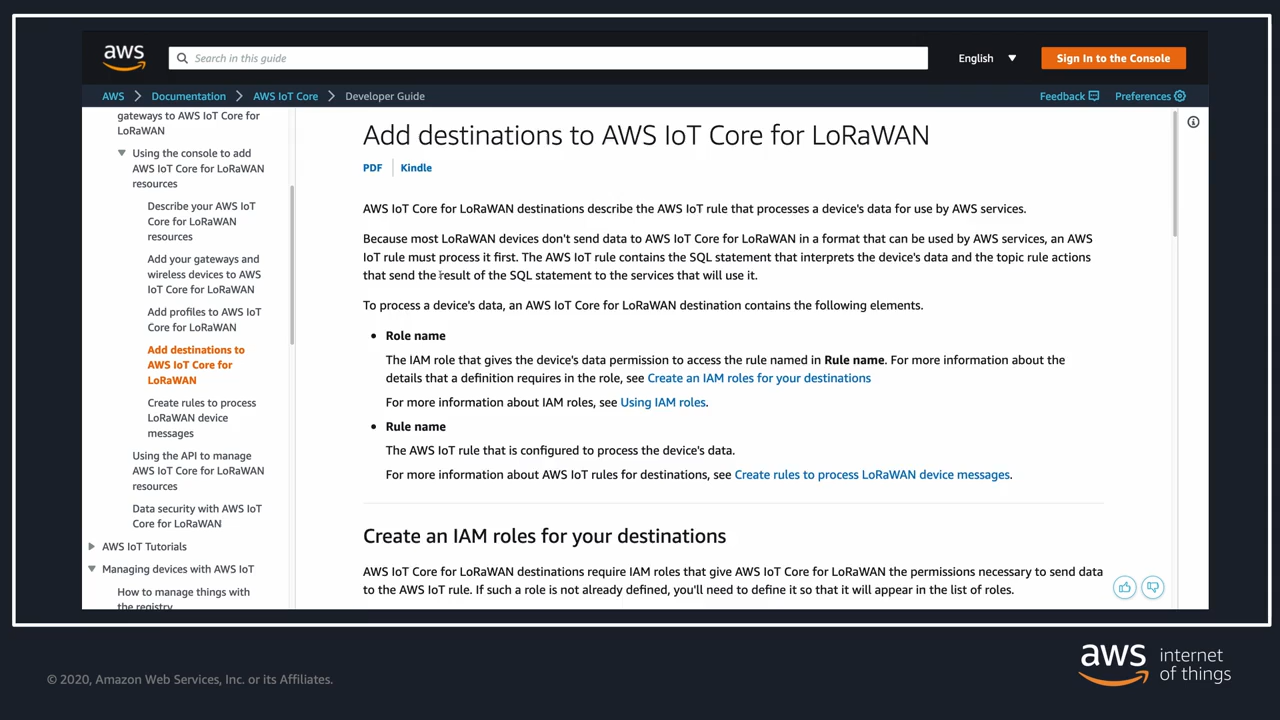 aws
Search in this guide
English
Sign In to the Console
AWS
Documentation
AWS IoT Core
Developer Guide
Feedback
Preferences
gateways to AWS IoT Core for
LoRaWAN
Using the console to add
AWS IoT Core for LoRaWAN
resources
Describe your AWS IoT
Core for LoRaWAN
resources
Add your gateways and
wireless devices to AWS
IoT Core for LoRaWAN
Add profiles to AWS IoT
Core for LoRaWAN
Add destinations to
AWS IoT Core for
LoRaWAN
Create rules to process
LoRaWAN device
messages
Using the API to manage
AWS IoT Core for LoRaWAN
resources
Data security with AWS IoT
Core for LoRaWAN
AWS IoT Tutorials
Managing devices with AWS IoT
How to manage things with
the registry
Add destinations to AWS IoT Core for LoRaWAN
PDF
Kindle
AWS IoT Core for LoRaWAN destinations describe the AWS IoT rule that processes a device's data for use by AWS services.
Because most LoRaWAN devices don't send data to AWS IoT Core for LoRaWAN in a format that can be used by AWS services, an AWS
IoT rule must process it first. The AWS IoT rule contains the SQL statement that interprets the device's data and the topic rule actions
that send the result of the SQL statement to the services that will use it.
To process a device's data, an AWS IoT Core for LoRaWAN destination contains the following elements.
• Role name
The IAM role that gives the device's data permission to access the rule named in Rule name. For more information about the
details that a definition requires in the role, see Create an IAM roles for your destinations
For more information about IAM roles, see Using IAM roles.
• Rule name
The AWS IoT rule that is configured to process the device's data.
For more information about AWS IoT rules for destinations, see Create rules to process LoRaWAN device messages.
Create an IAM roles for your destinations
AWS IoT Core for LoRaWAN destinations require IAM roles that give AWS IoT Core for LoRaWAN the permissions necessary to send data
to the AWS IoT rule. If such a role is not already defined, you'll need to define it so that it will appear in the list of roles.
© 2020, Amazon Web Services, Inc. or its Affiliates.
aws
internet
of things